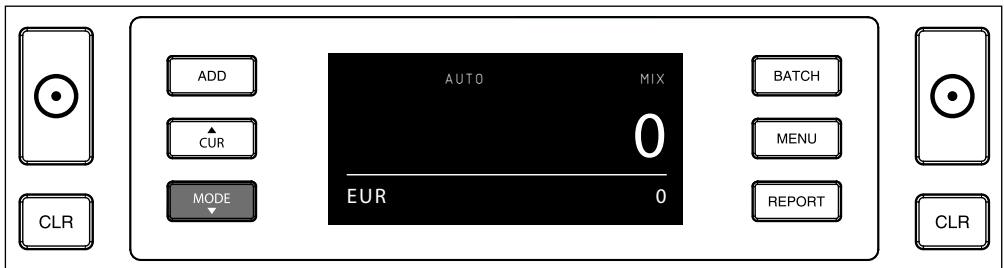 ADD
CUR
MODE
CLR
AUTO MIX
0
EUR 0
BATCH
MENU
REPORT
CLR